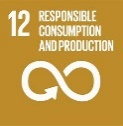 12 RESPONSIBLE
CONSUMPTION
AND PRODUCTION